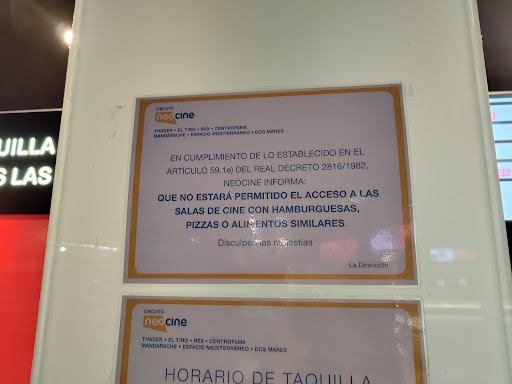 CIRCUITO
neocine
THADER • EL TIRO • REX • CENTROFAMA
MANDARACHE • ESPACIO MEDITERRÁNEO • DOS MARES
EN CUMPLIMIENTO DE LO ESTABLECIDO EN EL
ARTÍCULO 59.1e) DEL REAL DECRETO 2816/1982,
NEOCINE INFORMA:
QUE NO ESTARÁ PERMITIDO EL ACCESO A LAS
SALAS DE CINE CON HAMBURGUESAS,
PIZZAS O ALIMENTOS SIMILARES.
Disculpen las molestias
La Dirección
UILLA
S LAS
CIRCUITO
neocine
THADER • EL TIRO • REX • CENTROFAMA
MANDARACHE • ESPACIO MEDITERRÁNEO • DOS MARES
HORARIO DE TAQUILLA